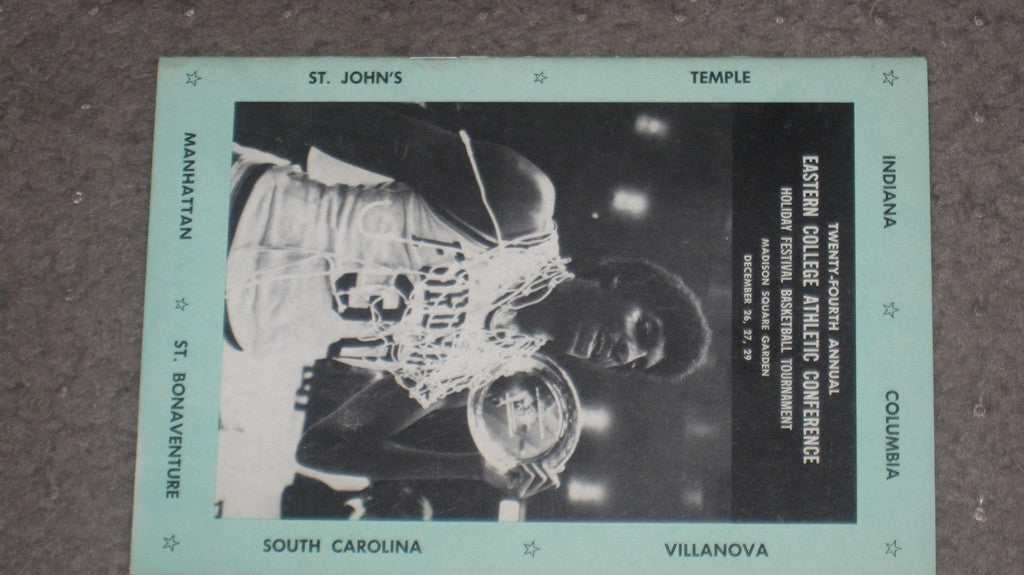 INDIANA
COLUMBIA
TWENTY-FOURTH ANNUAL
EASTERN COLLEGE ATHLETIC CONFERENCE
HOLIDAY FESTIVAL BASKETBALL TOURNAMENT
MADISON SQUARE GARDEN
DECEMBER 26, 27, 29
TEMPLE
ST. JOHN'S
VILLANOVA
SOUTH CAROLINA
MANHATTAN
ST. BONAVENTURE